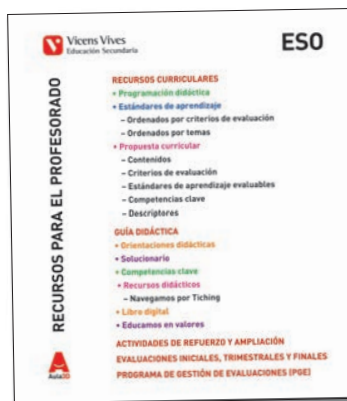 Vicens Vives
Educación Secundaria
ESO
RECURSOS PARA EL PROFESORADO
RECURSOS CURRICULARES
• Programación didáctica
• Estándares de aprendizaje
– Ordenados por criterios de evaluación
– Ordenados por temas
• Propuesta curricular
– Contenidos
– Criterios de evaluación
– Estándares de aprendizaje evaluables
– Competencias clave
– Descriptores
GUÍA DIDÁCTICA
• Orientaciones didácticas
• Solucionario
• Competencias clave
• Recursos didácticos
– Navegamos por Tiching
• Libro digital
• Educamos en valores
ACTIVIDADES DE REFUERZO Y AMPLIACIÓN
EVALUACIONES INICIALES, TRIMESTRALES Y FINALES
PROGRAMA DE GESTIÓN DE EVALUACIONES (PGE)
Aula3D